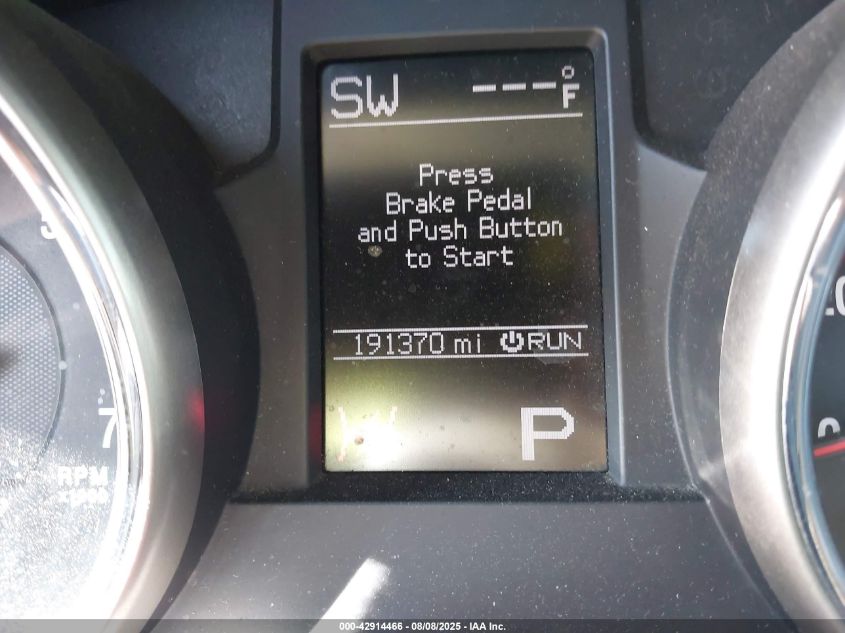 SW ---°F
Press
Brake Pedal
and Push Button
to Start
191370 mi RUN
P
7
RPM
000-42914466 - 08/08/2025 - IAA Inc.